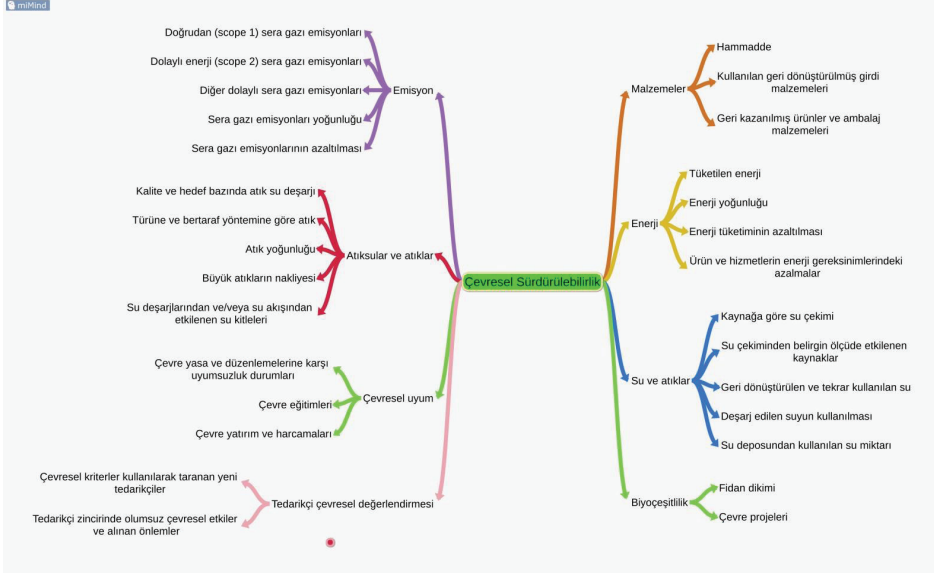 miMind
Doğrudan (scope 1) sera gazı emisyonları
Dolaylı enerji (scope 2) sera gazı emisyonları
Diğer dolaylı sera gazı emisyonları
Sera gazı emisyonları yoğunluğu
Sera gazı emisyonlarının azaltılması
Emisyon
Kalite ve hedef bazında atık su deşarjı
Türüne ve bertaraf yöntemine göre atık
Atık yoğunluğu
Büyük atıkların nakliyesi
Su deşarjlarından ve/veya su akışından
etkilenen su kitleleri
Atıksular ve atıklar
Çevre yasa ve düzenlemelerine karşı
uyumsuzluk durumları
Çevre eğitimleri
Çevre yatırım ve harcamaları
Çevresel uyum
Çevresel kriterler kullanılarak taranan yeni
tedarikçiler
Tedarikçi zincirinde olumsuz çevresel etkiler
ve alınan önlemler
Tedarikçi çevresel değerlendirmesi
Çevresel Sürdürülebilirlik
Malzemeler
Hammadde
Kullanılan geri dönüştürülmüş girdi
malzemeleri
Geri kazanılmış ürünler ve ambalaj
malzemeleri
Enerji
Tüketilen enerji
Enerji yoğunluğu
Enerji tüketiminin azaltılması
Ürün ve hizmetlerin enerji gereksinimlerindeki
azalmalar
Su ve atıklar
Kaynağa göre su çekimi
Su çekiminden belirgin ölçüde etkilenen
kaynaklar
Geri dönüştürülen ve tekrar kullanılan su
Deşarj edilen suyun kullanılması
Su deposundan kullanılan su miktarı
Biyoçeşitlilik
Fidan dikimi
Çevre projeleri